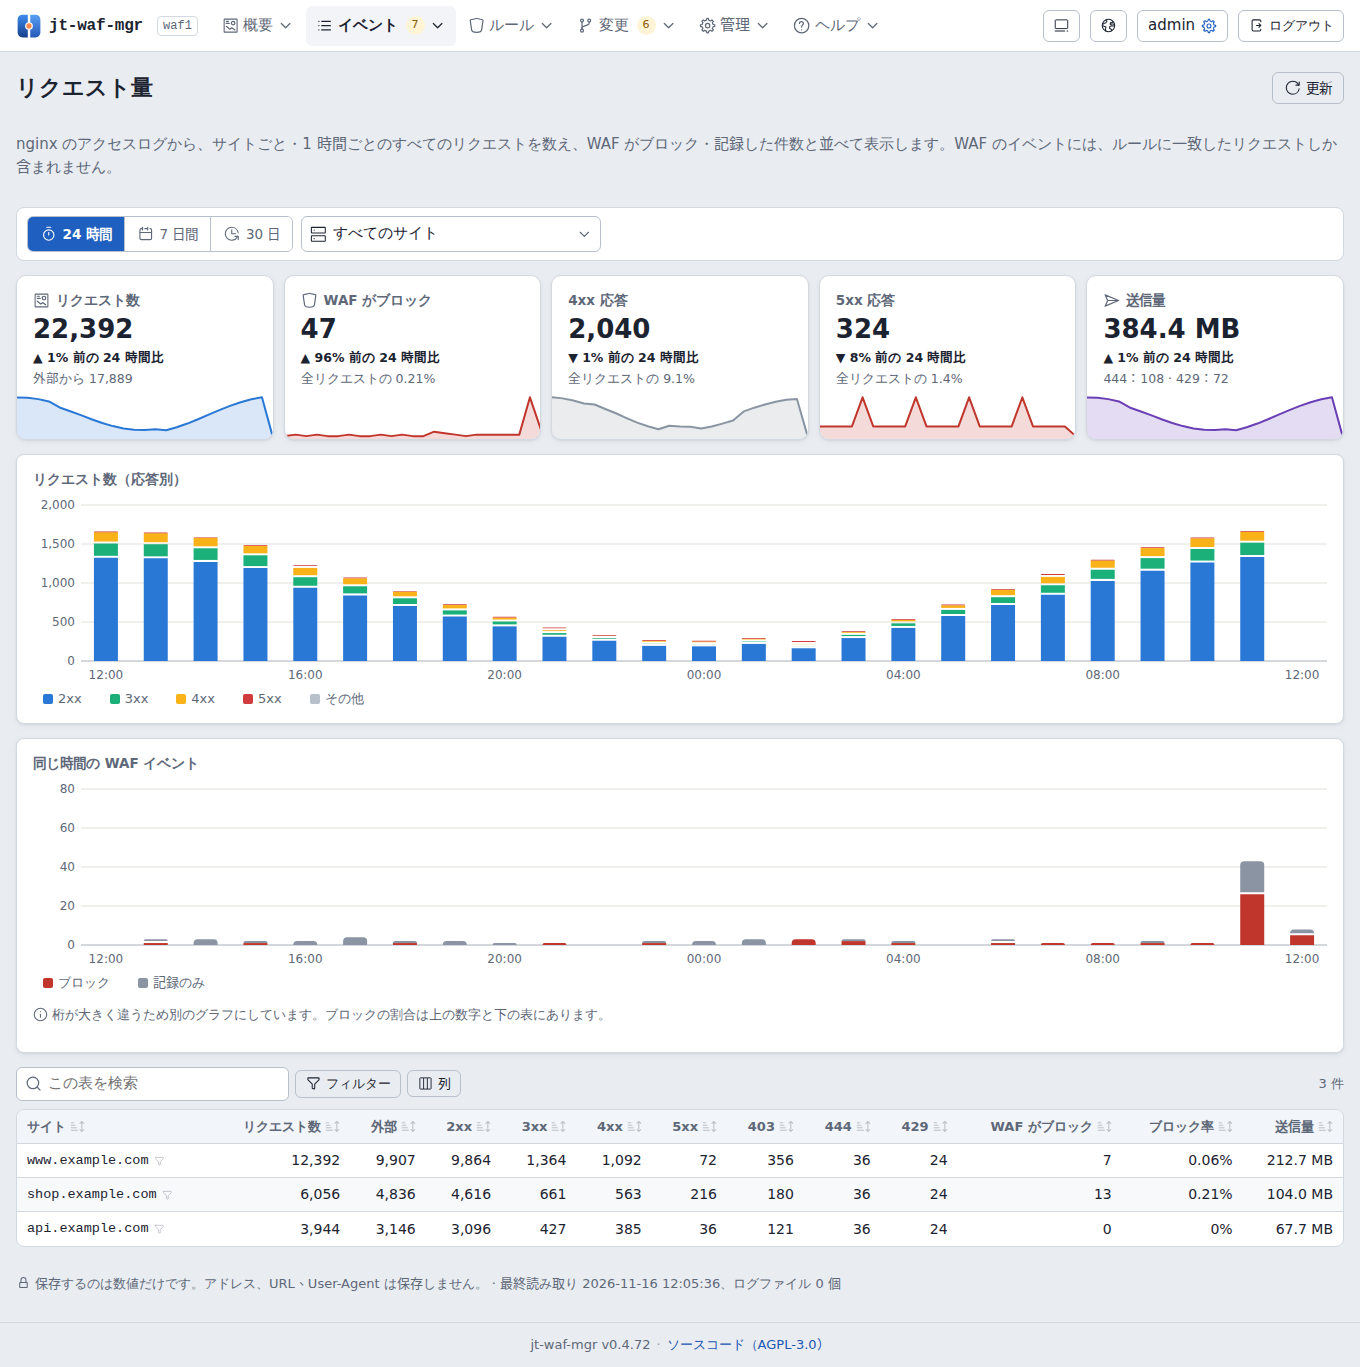 jt-waf-mgr waf1 概要 イベント 7 ルール 変更 6 管理 ヘルプ admin ログアウト
リクエスト量
更新
nginx のアクセスログから、サイトごと・1 時間ごとのすべてのリクエストを数え、WAF がブロック・記録した件数と並べて表示します。WAF のイベントには、ルールに一致したリクエストしか
含まれません。
24 時間 7 日間 30 日 すべてのサイト
リクエスト数
22,392
▲ 1% 前の 24 時間比
外部から 17,889
WAF がブロック
47
▲ 96% 前の 24 時間比
全リクエストの 0.21%
4xx 応答
2,040
▼ 1% 前の 24 時間比
全リクエストの 9.1%
5xx 応答
324
▼ 8% 前の 24 時間比
全リクエストの 1.4%
送信量
384.4 MB
▲ 1% 前の 24 時間比
444：108 · 429：72
リクエスト数（応答別）
2,000
1,500
1,000
500
0
12:00 16:00 20:00 00:00 04:00 08:00 12:00
2xx 3xx 4xx 5xx その他
同じ時間の WAF イベント
80
60
40
20
0
12:00 16:00 20:00 00:00 04:00 08:00 12:00
ブロック 記録のみ
桁が大きく違うため別のグラフにしています。ブロックの割合は上の数字と下の表にあります。
この表を検索 フィルター 列 3 件
サイト リクエスト数 外部 2xx 3xx 4xx 5xx 403 444 429 WAF がブロック ブロック率 送信量
www.example.com 12,392 9,907 9,864 1,364 1,092 72 356 36 24 7 0.06% 212.7 MB
shop.example.com 6,056 4,836 4,616 661 563 216 180 36 24 13 0.21% 104.0 MB
api.example.com 3,944 3,146 3,096 427 385 36 121 36 24 0 0% 67.7 MB
保存するのは数値だけです。アドレス、URL、User-Agent は保存しません。 · 最終読み取り 2026-11-16 12:05:36、ログファイル 0 個
jt-waf-mgr v0.4.72 · ソースコード（AGPL-3.0）